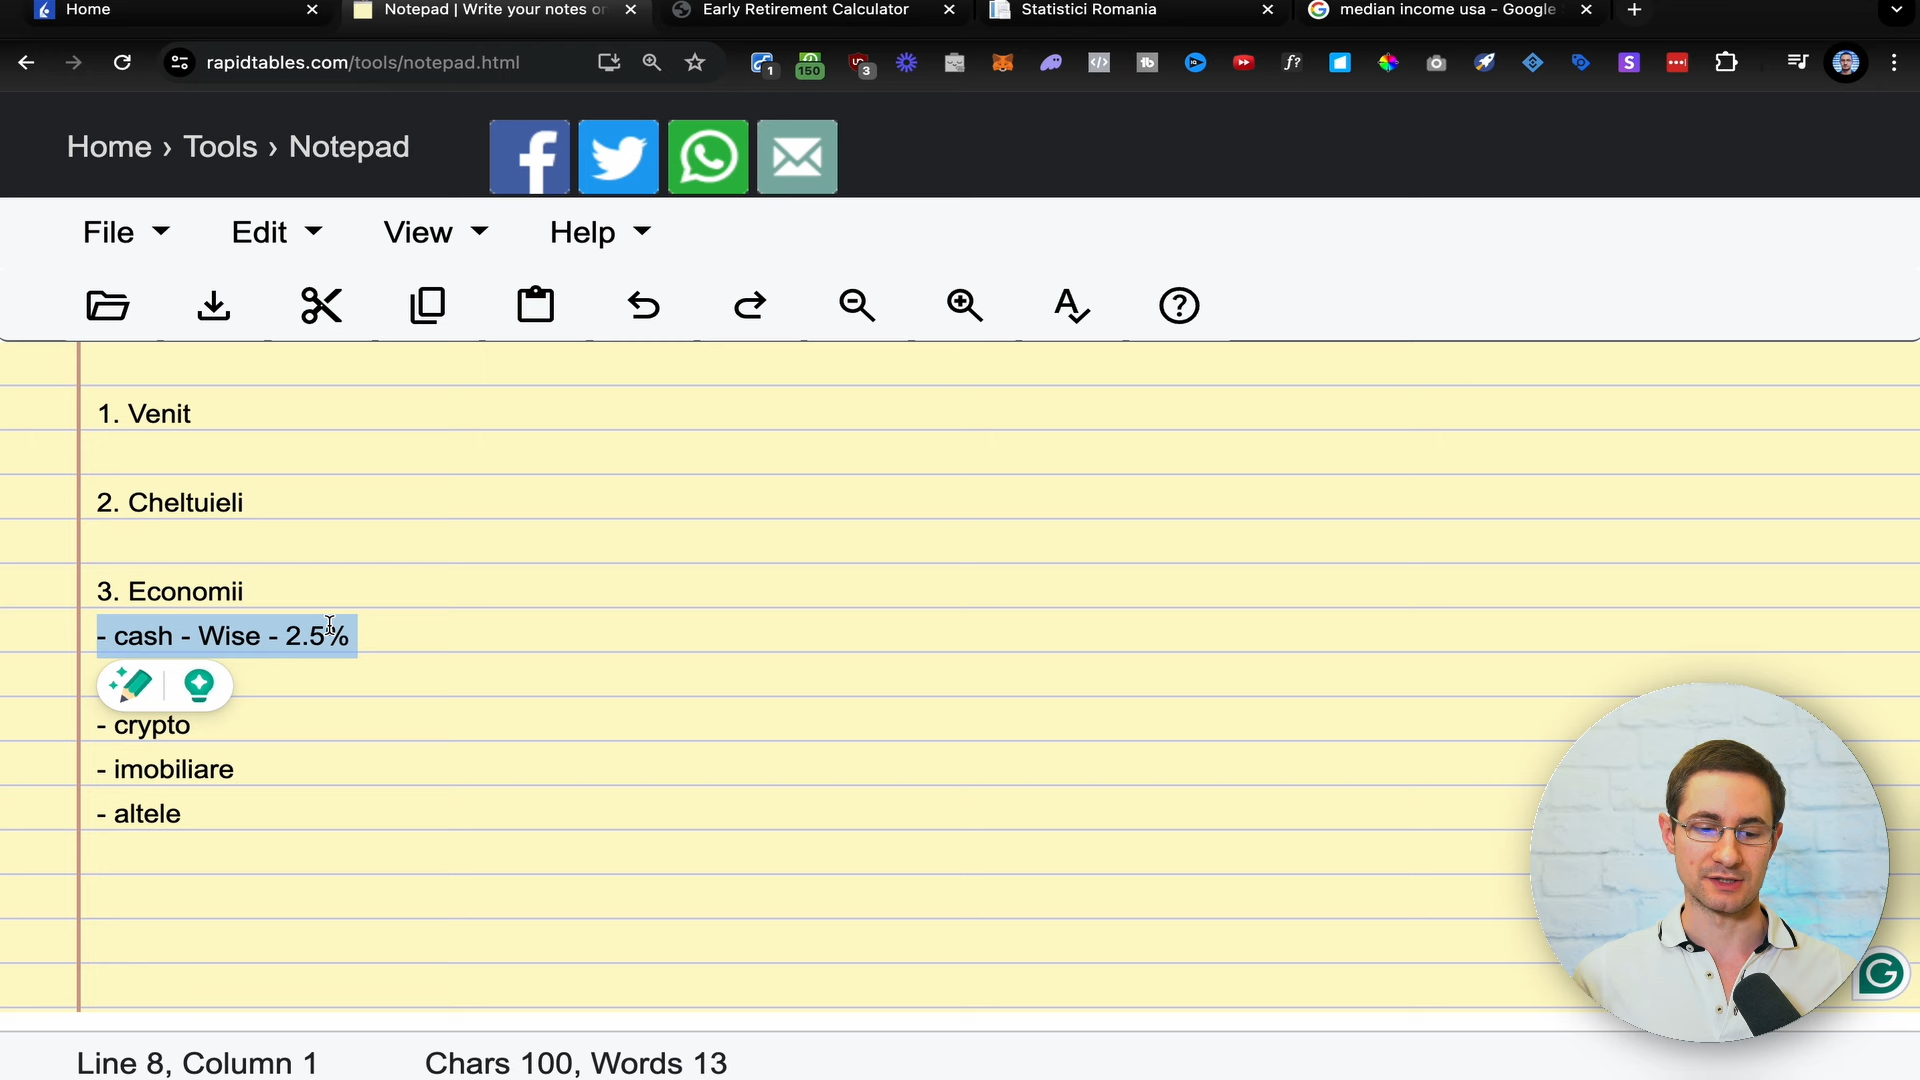 Home
Notepad | Write your notes or
Early Retirement Calculator
Statistici Romania
median income usa - Google
rapidtables.com/tools/notepad.html
1
150
3
Home › Tools › Notepad
File
Edit
View
Help
1. Venit
2. Cheltuieli
3. Economii
- cash - Wise - 2.5%
- crypto
- imobiliare
- altele
Line 8, Column 1
Chars 100, Words 13